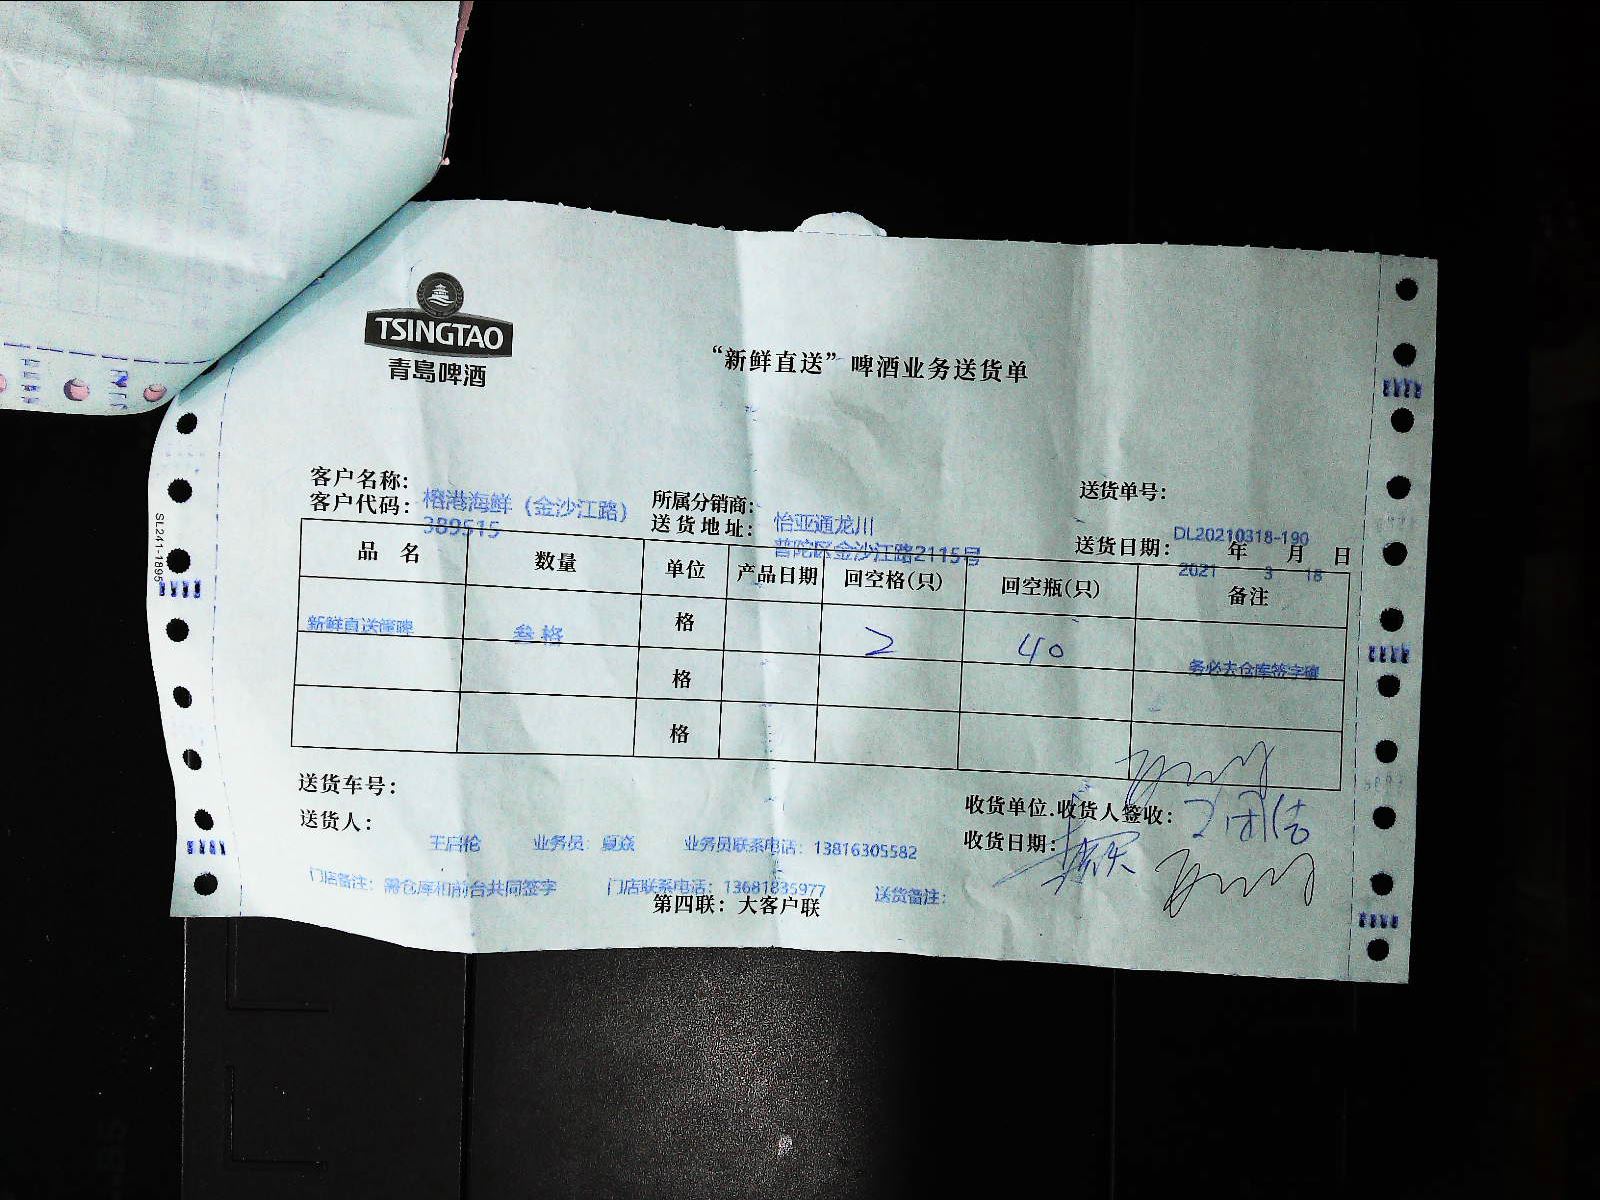 TSINGTAO
青島啤酒
“新鲜直送”啤酒业务送货单
客户名称： 榕港海鲜（金沙江路） 所属分销商： 怡亚通龙川 送货单号： DL20210318-190
客户代码： 389515 送货地址： 普陀区金沙江路2115号 送货日期： 2021 年 3 月 18 日
品 名 数量 单位 产品日期 回空格(只) 回空瓶(只) 备注
新鲜直送 叁格 格 2 40 务必去仓库签字
格
格
SL241-1895
送货车号：
送货人： 王启伦 业务员：夏焱 业务员联系电话：13816305582
收货单位.收货人签收：
收货日期：
门店备注：需仓库和前台共同签字 门店联系电话：13681835977 送货备注：
第四联：大客户联